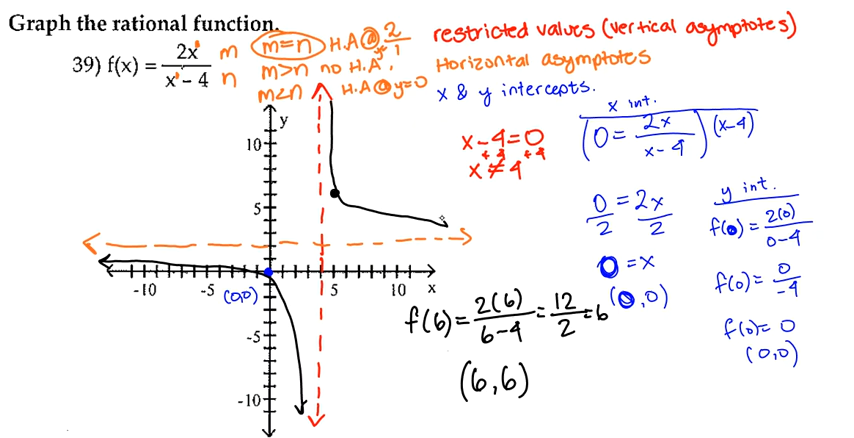 Graph the rational function.
39) f(x) = 2x¹ / x¹ - 4
m
n
m=n H.A @ y= 2/1
m>n no H.A.
m<n H.A @ y=0
restricted values (vertical asymptotes)
Horizontal asymptotes
x & y intercepts.
x-4=0
+4 +4
x≠4
x int.
(0 = 2x / x-4) (x-4)
0/2 = 2x/2
0 = x
(0,0)
y int.
f(0) = 2(0) / 0-4
f(0) = 0 / -4
f(0) = 0
(0,0)
y
10
5
-10 -5 5 10 x
(0,0)
-5
-10
f(6) = 2(6) / 6-4 = 12/2 = 6
(6,6)